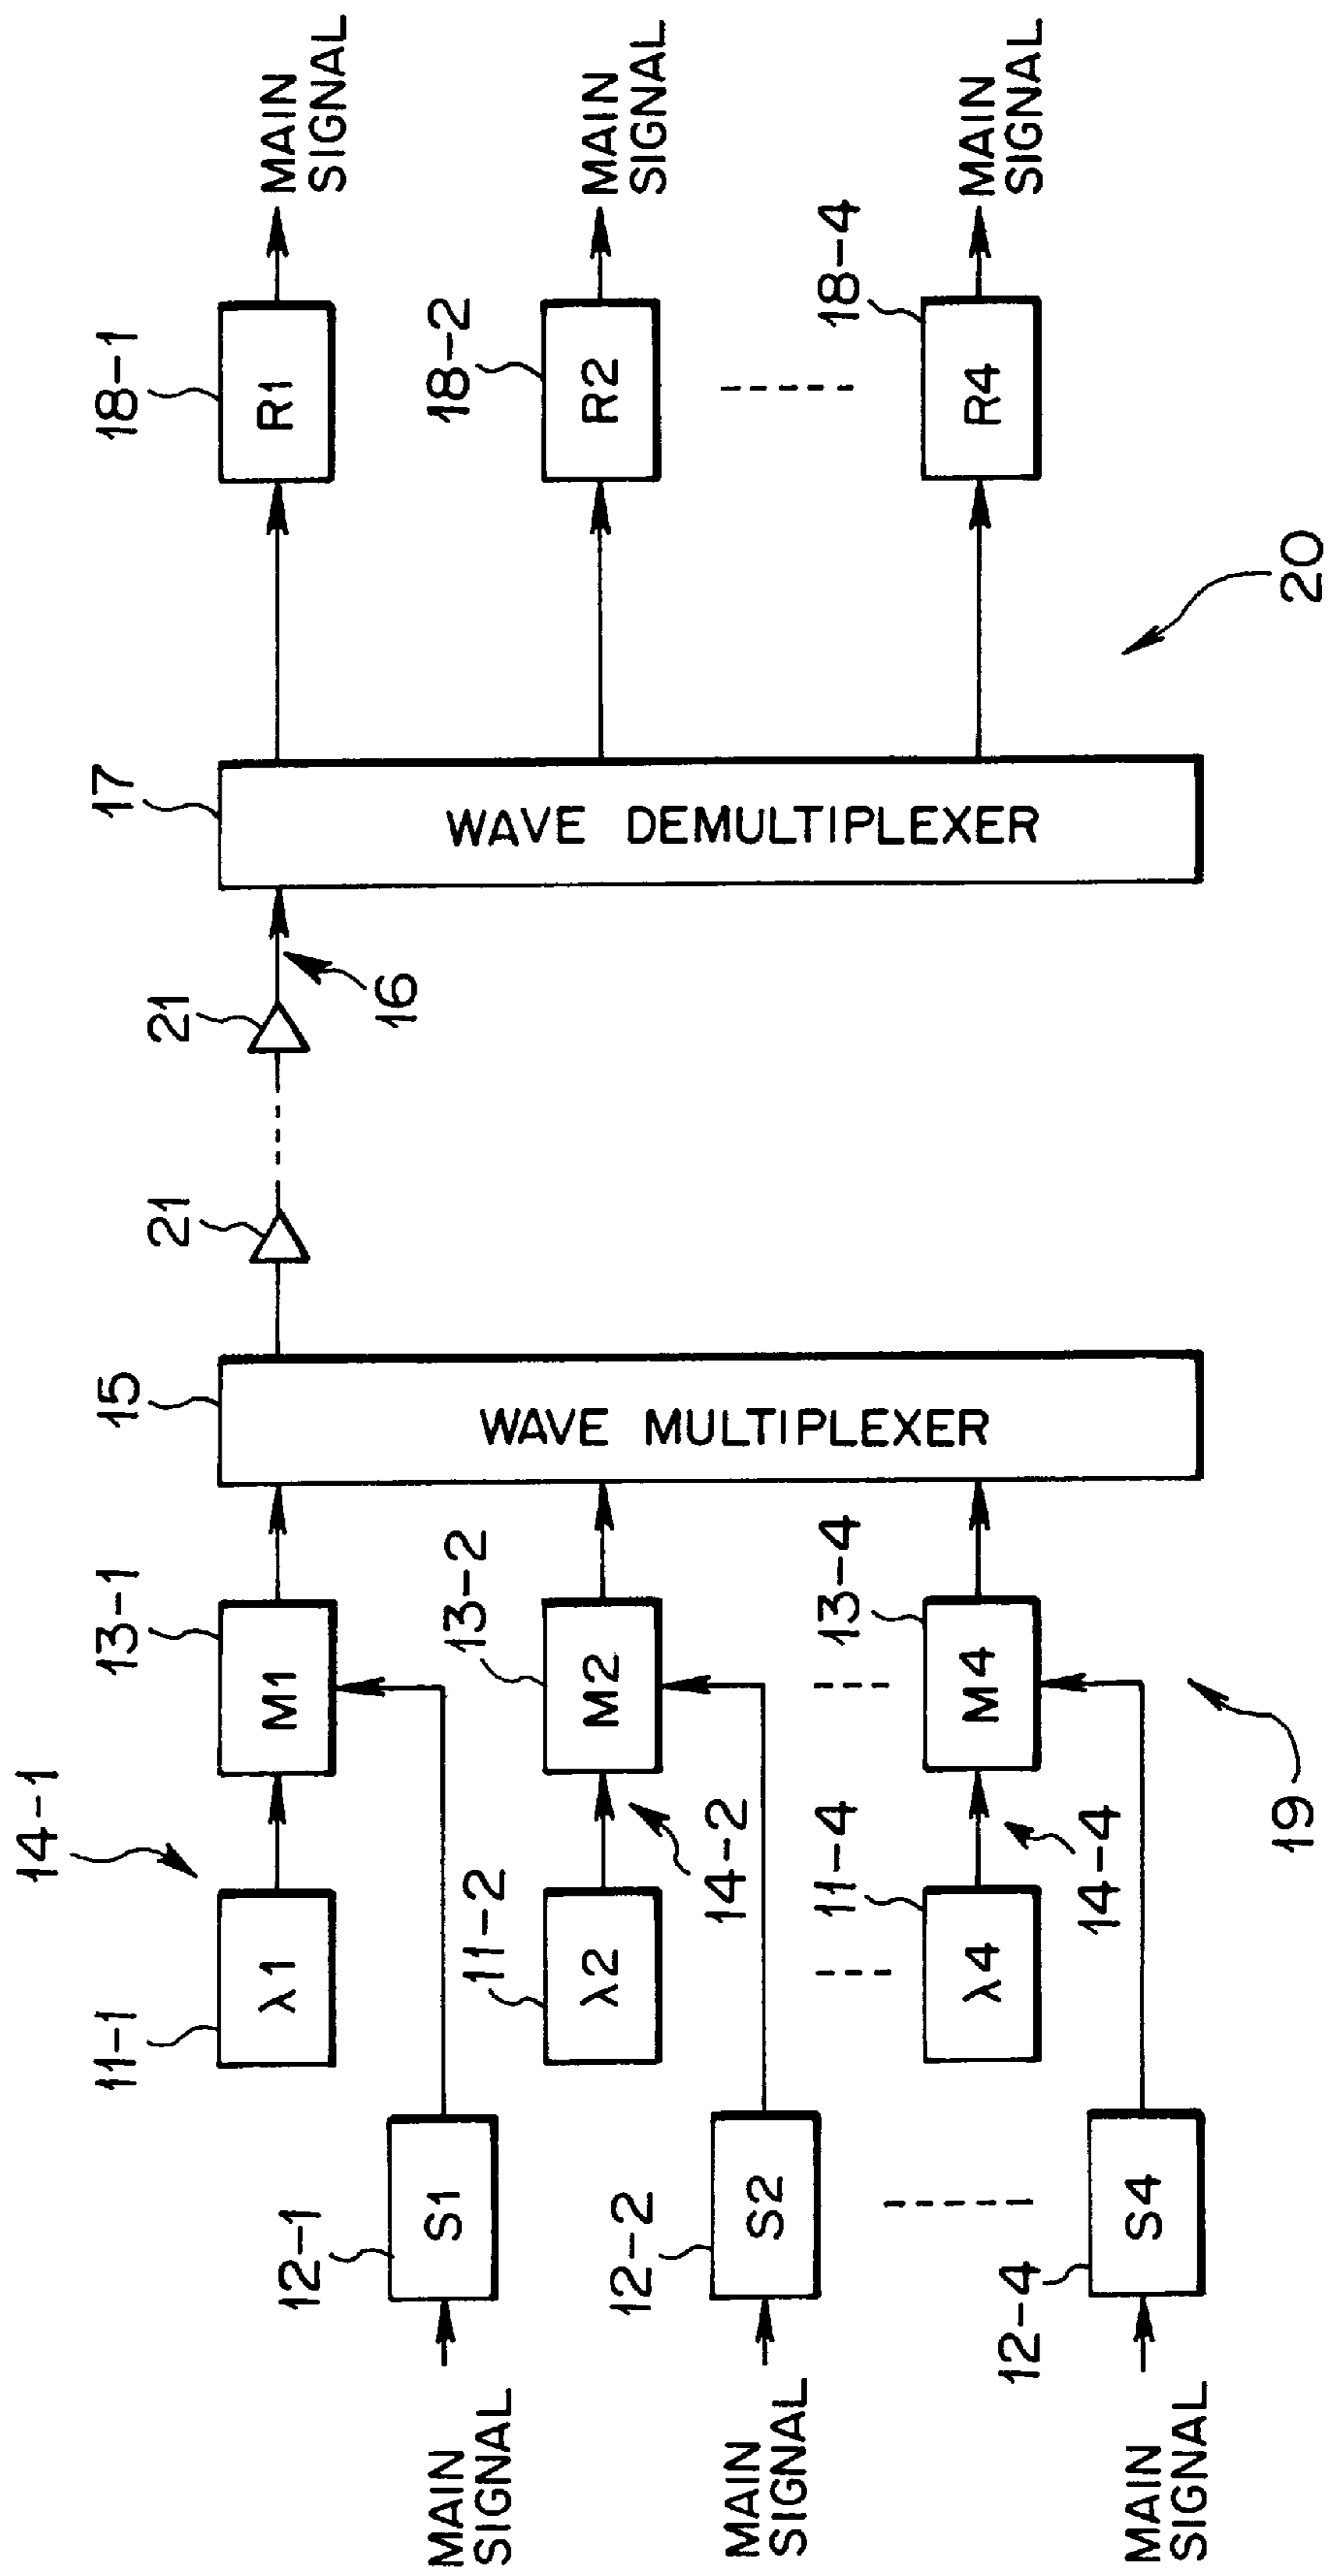 14-1
11-1
λ1
13-1
M1
15
21
21
16
17
18-1
R1
MAIN
SIGNAL
MAIN
SIGNAL
12-1
S1
11-2
λ2
14-2
13-2
M2
WAVE MULTIPLEXER
WAVE DEMULTIPLEXER
18-2
R2
MAIN
SIGNAL
MAIN
SIGNAL
12-2
S2
11-4
λ4
14-4
13-4
M4
18-4
R4
MAIN
SIGNAL
MAIN
SIGNAL
12-4
S4
19
20